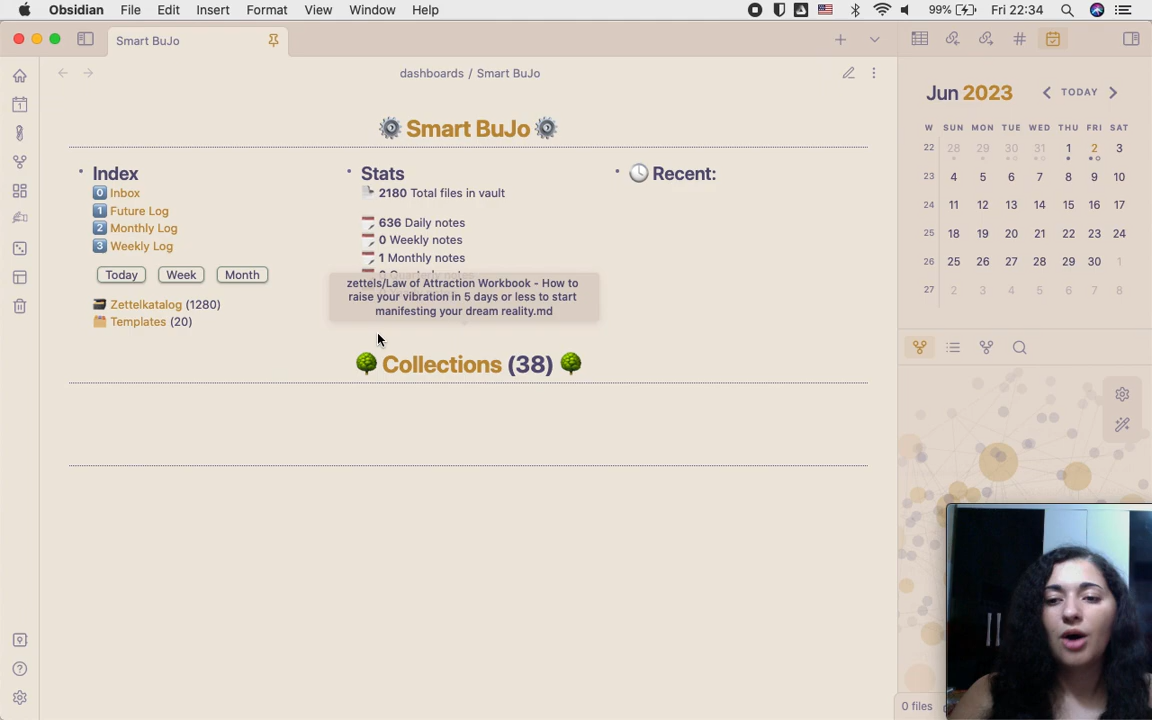 Obsidian File Edit Insert Format View Window Help 99% Fri 22:34
Smart BuJo
dashboards / Smart BuJo
Smart BuJo
Index
0 Inbox
1 Future Log
2 Monthly Log
3 Weekly Log
Today Week Month
Zettelkatalog (1280)
Templates (20)
Stats
2180 Total files in vault
636 Daily notes
0 Weekly notes
1 Monthly notes
zettels/Law of Attraction Workbook - How to
raise your vibration in 5 days or less to start
manifesting your dream reality.md
Recent:
Collections (38)
Jun 2023 TODAY
W SUN MON TUE WED THU FRI SAT
22 28 29 30 31 1 2 3
23 4 5 6 7 8 9 10
24 11 12 13 14 15 16 17
25 18 19 20 21 22 23 24
26 25 26 27 28 29 30 1
27 2 3 4 5 6 7 8
0 files